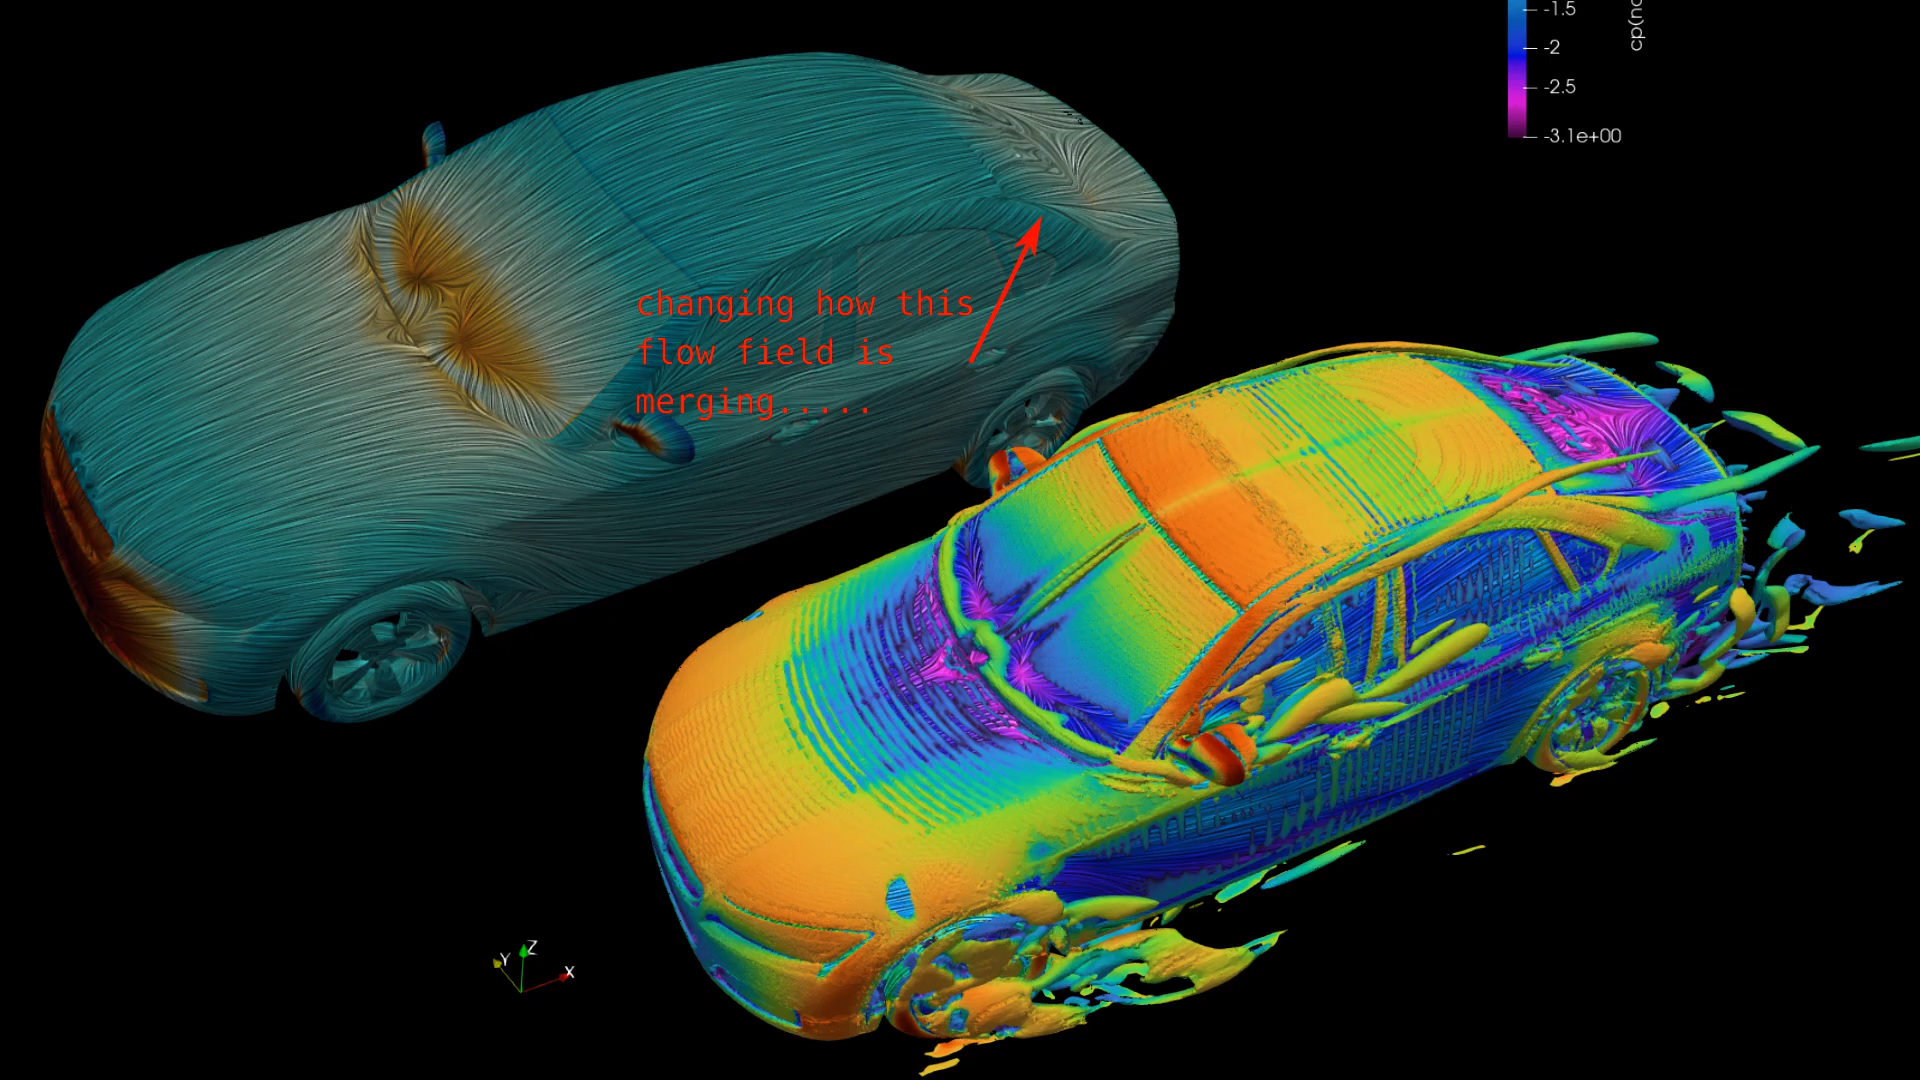 -1.5
-2
-2.5
-3.1e+00
changing how this
flow field is
merging.....
Z
Y
X